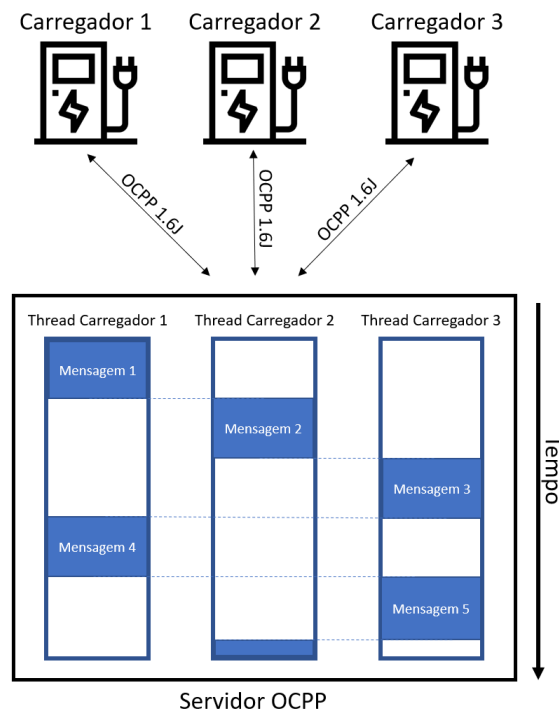 Carregador 1
Carregador 2
Carregador 3
OCPP 1.6J
OCPP 1.6J
OCPP 1.6J
Thread Carregador 1
Thread Carregador 2
Thread Carregador 3
Mensagem 1
Mensagem 2
Mensagem 3
Mensagem 4
Mensagem 5
Tempo
Servidor OCPP